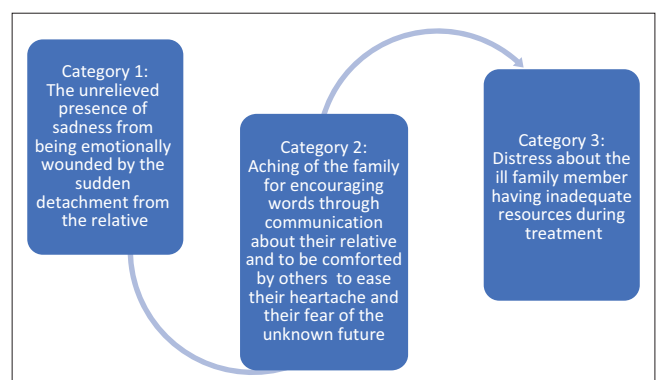 Category 1:
The unrelieved
presence of
sadness from
being emotionally
wounded by the
sudden
detachment from
the relative
Category 2:
Aching of the family
for encouraging
words through
communication
about their relative
and to be comforted
by others to ease
their heartache and
their fear of the
unknown future
Category 3:
Distress about the
ill family member
having inadequate
resources during
treatment